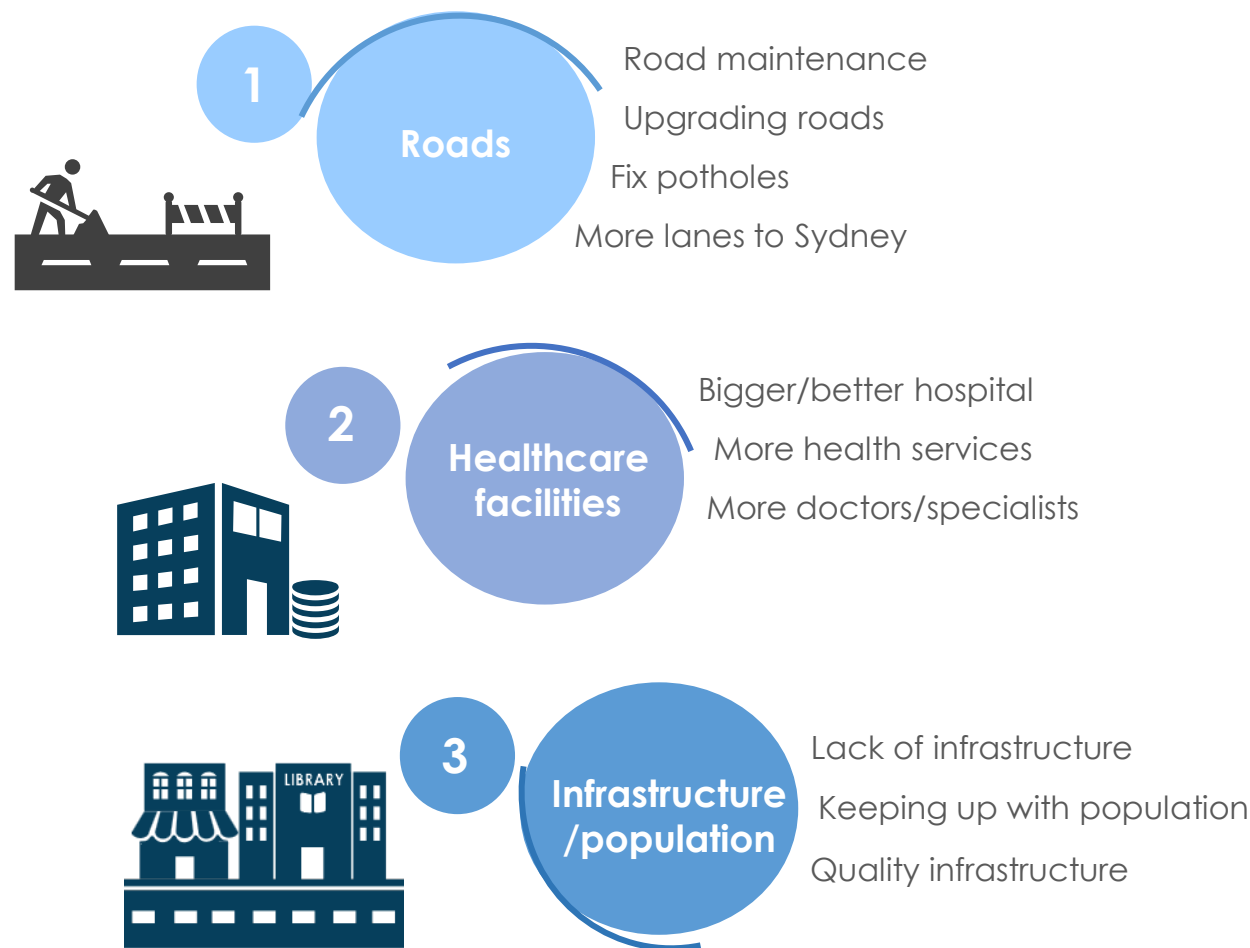 1
Roads
Road maintenance
Upgrading roads
Fix potholes
More lanes to Sydney
2
Healthcare
facilities
Bigger/better hospital
More health services
More doctors/specialists
3
LIBRARY
Infrastructure
/population
Lack of infrastructure
Keeping up with population
Quality infrastructure